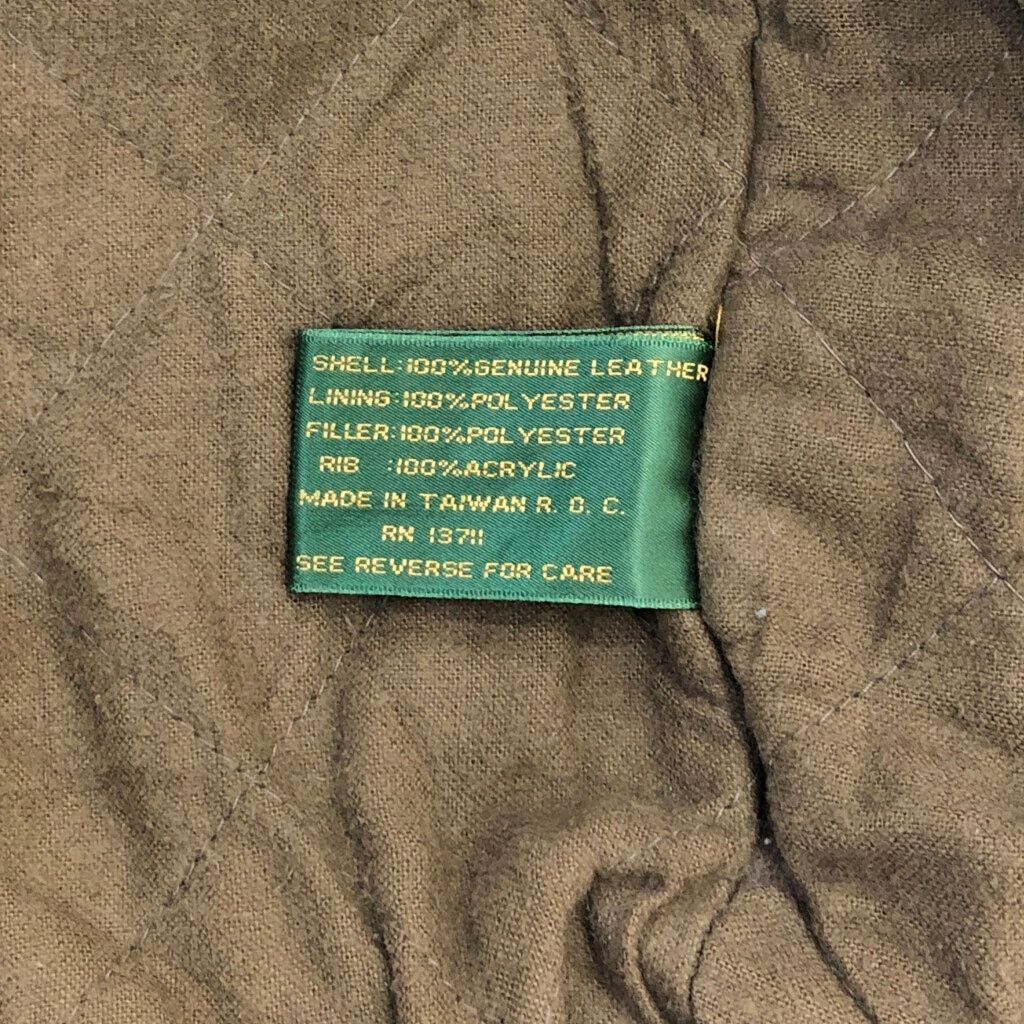 SHELL:100%GENUINE LEATHER
LINING:100%POLYESTER
FILLER:100%POLYESTER
RIB :100%ACRYLIC
MADE IN TAIWAN R. O. C.
RN 13711
SEE REVERSE FOR CARE